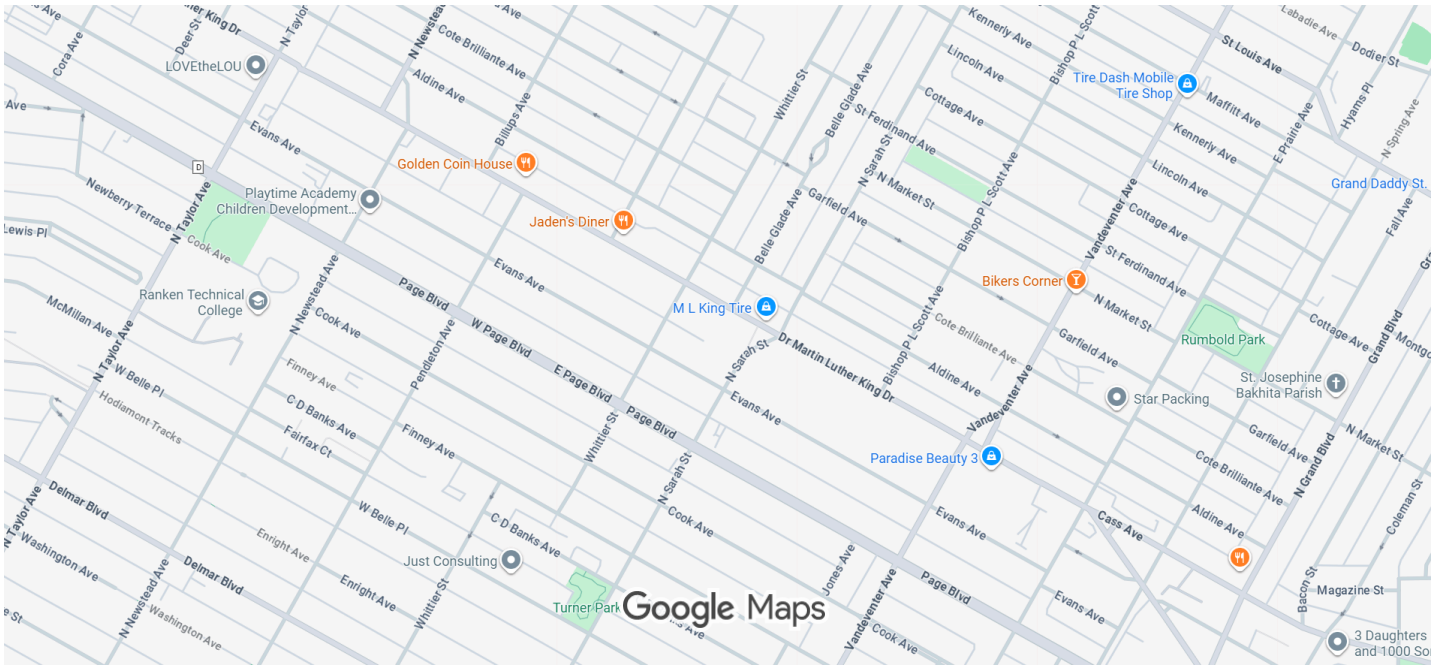 N Taylor Ave
Deer St
Cora Ave
LOVEtheLOU
N Newstead Ave
Cote Brilliante Ave
Aldine Ave
Billups Ave
Evans Ave
Golden Coin House
D
Playtime Academy
Children Development...
Newberry Terrace
N Taylor Ave
Cook Ave
Lewis Pl
Jaden's Diner
Whittier St
Belle Glade Ave
St Ferdinand Ave
N Sarah St
N Market St
Garfield Ave
Belle Glade Ave
Kennerly Ave
Lincoln Ave
Cottage Ave
Bishop P L Scott Ave
Bishop P L Scott Ave
Labadie Ave
Dodier St
St Louis Ave
Tire Dash Mobile
Tire Shop
Maffitt Ave
Hyams Pl
N Spring Ave
Kennerly Ave
E Prairie Ave
Lincoln Ave
Grand Daddy St.
Fall Ave
Cottage Ave
Vandeventer Ave
St Ferdinand Ave
Bikers Corner
N Market St
Ranken Technical
College
McMillan Ave
N Newstead Ave
Page Blvd
Evans Ave
W Page Blvd
Cook Ave
Pendleton Ave
M L King Tire
Dr Martin Luther King Dr
N Sarah St
Bishop P L Scott Ave
Cote Brilliante Ave
Garfield Ave
Rumbold Park
Cottage Ave
Grand Blvd
N Taylor Ave
W Belle Pl
Finney Ave
E Page Blvd
Page Blvd
Evans Ave
Aldine Ave
Vandeventer Ave
Star Packing
St. Josephine
Bakhita Parish
Hodiamont Tracks
C D Banks Ave
Fairfax Ct
Finney Ave
Whittier St
N Sarah St
Paradise Beauty 3
Garfield Ave
N Market St
Cote Brilliante Ave
N Grand Blvd
N Taylor Ave
Delmar Blvd
W Belle Pl
C D Banks Ave
Cook Ave
Evans Ave
Cass Ave
Aldine Ave
Coleman St
Washington Ave
Enright Ave
Delmar Blvd
Just Consulting
Enright Ave
Whittier St
N Newstead Ave
Washington Ave
Turner Park
Google Maps
Jones Ave
Vandeventer Ave
Page Blvd
Cook Ave
Evans Ave
Bacon St
Magazine St
3 Daughters